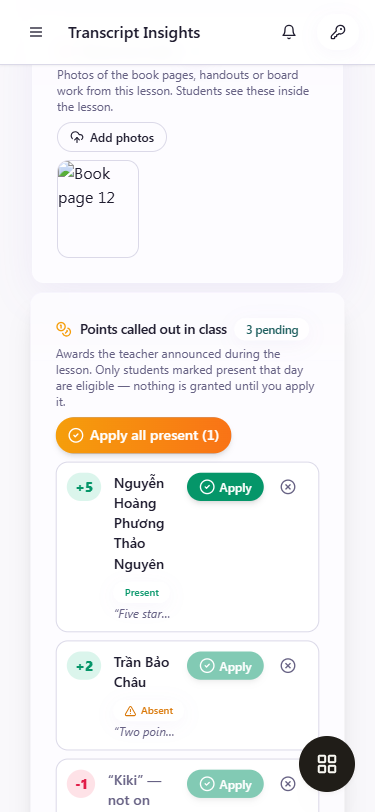 Transcript Insights
Photos of the book pages, handouts or board
work from this lesson. Students see these inside
the lesson.
Add photos
Book
page 12
Points called out in class
3 pending
Awards the teacher announced during the
lesson. Only students marked present that day
are eligible — nothing is granted until you apply
it.
Apply all present (1)
+5
Nguyễn
Hoàng
Phương
Thảo
Nguyên
Apply
Present
“Five star...
+2
Trần Bảo
Châu
Apply
Absent
“Two poin...
-1
“Kiki” —
not on
Apply